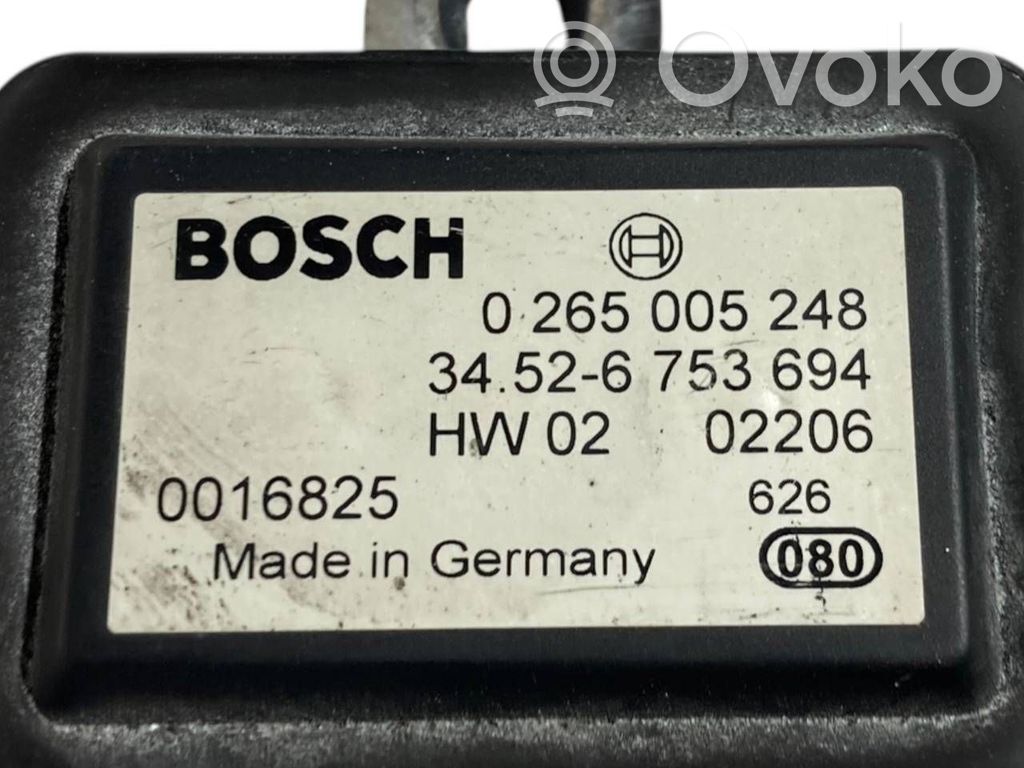 Ovoko
BOSCH
0 265 005 248
34.52-6 753 694
HW 02 02206
0016825 626
Made in Germany 080